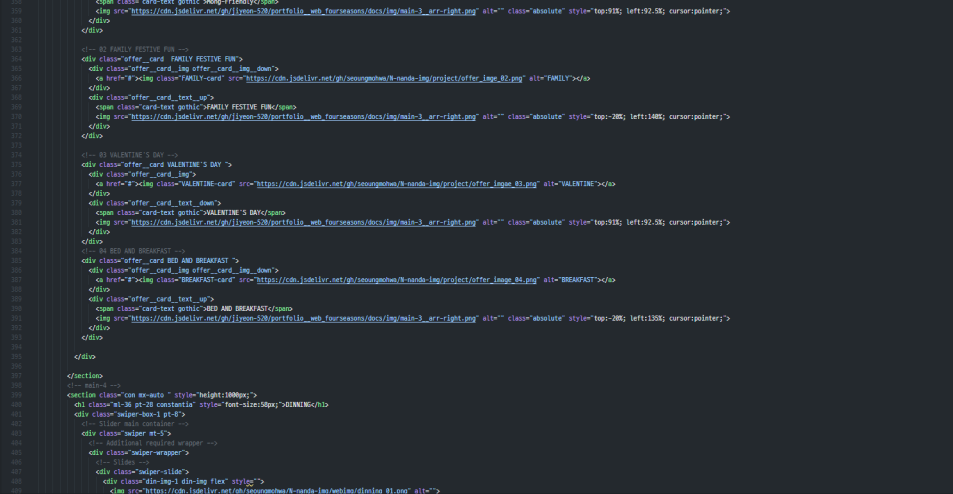 <span class="card-text gothic">Mong-Friendly</span>
<img src="https://cdn.jsdelivr.net/gh/jiyeon-520/portfolio__web_fourseasons/docs/img/main-3__arr-right.png" alt="" class="absolute" style="top:91%; left:92.5%; cursor:pointer;">
</div>
</div>
<!-- 02 FAMILY FESTIVE FUN -->
<div class="offer__card  FAMILY FESTIVE FUN">
<div class="offer__card__img offer__card__img__down">
<a href="#"><img class="FAMILY-card" src="https://cdn.jsdelivr.net/gh/seoungmohwa/N-nanda-img/project/offer_imge_02.png" alt="FAMILY"></a>
</div>
<div class="offer__card__text__up">
<span class="card-text gothic">FAMILY FESTIVE FUN</span>
<img src="https://cdn.jsdelivr.net/gh/jiyeon-520/portfolio__web_fourseasons/docs/img/main-3__arr-right.png" alt="" class="absolute" style="top:-20%; left:140%; cursor:pointer;">
</div>
</div>
<!-- 03 VALENTINE'S DAY -->
<div class="offer__card VALENTINE'S DAY ">
<div class="offer__card__img">
<a href="#"><img class="VALENTINE-card" src="https://cdn.jsdelivr.net/gh/seoungmohwa/N-nanda-img/project/offer_imgae_03.png" alt="VALENTINE"></a>
</div>
<div class="offer__card__text__down">
<span class="card-text gothic">VALENTINE'S DAY</span>
<img src="https://cdn.jsdelivr.net/gh/jiyeon-520/portfolio__web_fourseasons/docs/img/main-3__arr-right.png" alt="" class="absolute" style="top:91%; left:92.5%; cursor:pointer;">
</div>
</div>
<!-- 04 BED AND BREAKFAST -->
<div class="offer__card BED AND BREAKFAST ">
<div class="offer__card__img offer__card__img__down">
<a href="#"><img class="BREAKFAST-card" src="https://cdn.jsdelivr.net/gh/seoungmohwa/N-nanda-img/project/offer_image_04.png" alt="BREAKFAST"></a>
</div>
<div class="offer__card__text__up">
<span class="card-text gothic">BED AND BREAKFAST</span>
<img src="https://cdn.jsdelivr.net/gh/jiyeon-520/portfolio__web_fourseasons/docs/img/main-3__arr-right.png" alt="" class="absolute" style="top:-20%; left:135%; cursor:pointer;">
</div>
</div>
</div>
</section>
<!-- main-4 -->
<section class="con mx-auto " style="height:1000px;">
<h1 class="ml-36 pt-20 constantia" style="font-size:58px;">DINNING</h1>
<div class="swiper-box-1 pt-8">
<!-- Slider main container -->
<div class="swiper mt-5">
<!-- Additional required wrapper -->
<div class="swiper-wrapper">
<!-- Slides -->
<div class="swiper-slide">
<div class="din-img-1 din-img flex" style="">
<img src="https://cdn.jsdelivr.net/gh/seoungmohwa/N-nanda-img/webimg/dinning_01.png" alt="">